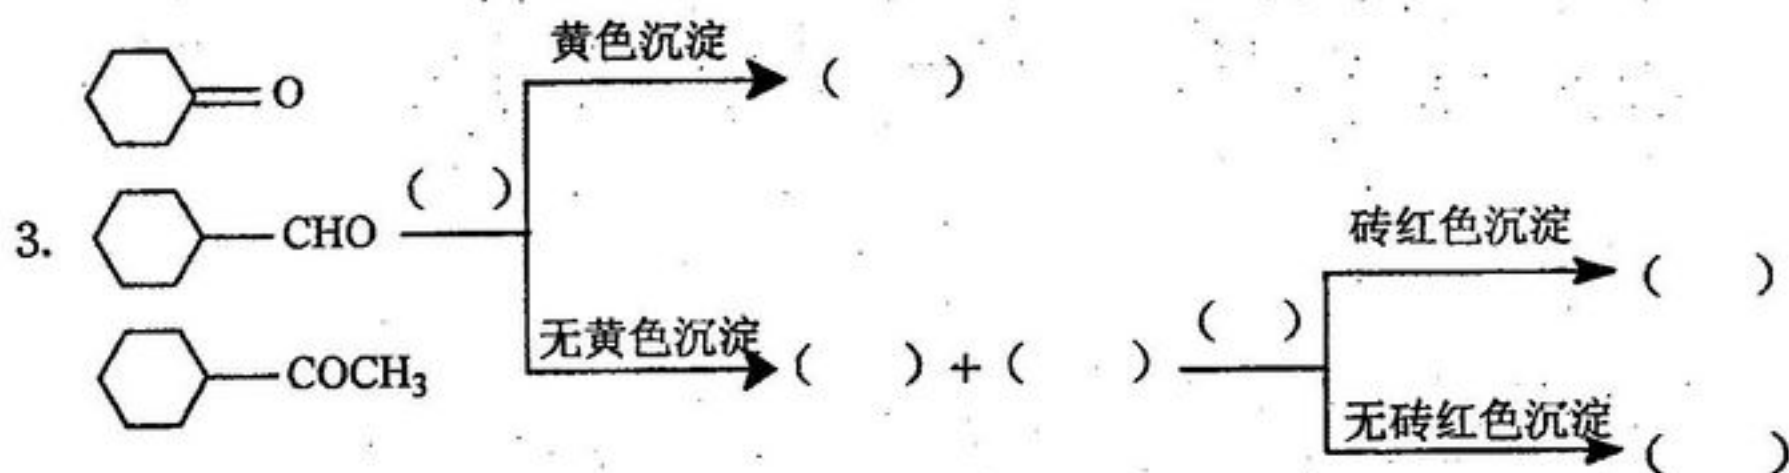 黄色沉淀
( )
O
( )
3.
CHO
砖红色沉淀
( )
( )
无黄色沉淀
( ) + ( )
COCH₃
无砖红色沉淀
( )